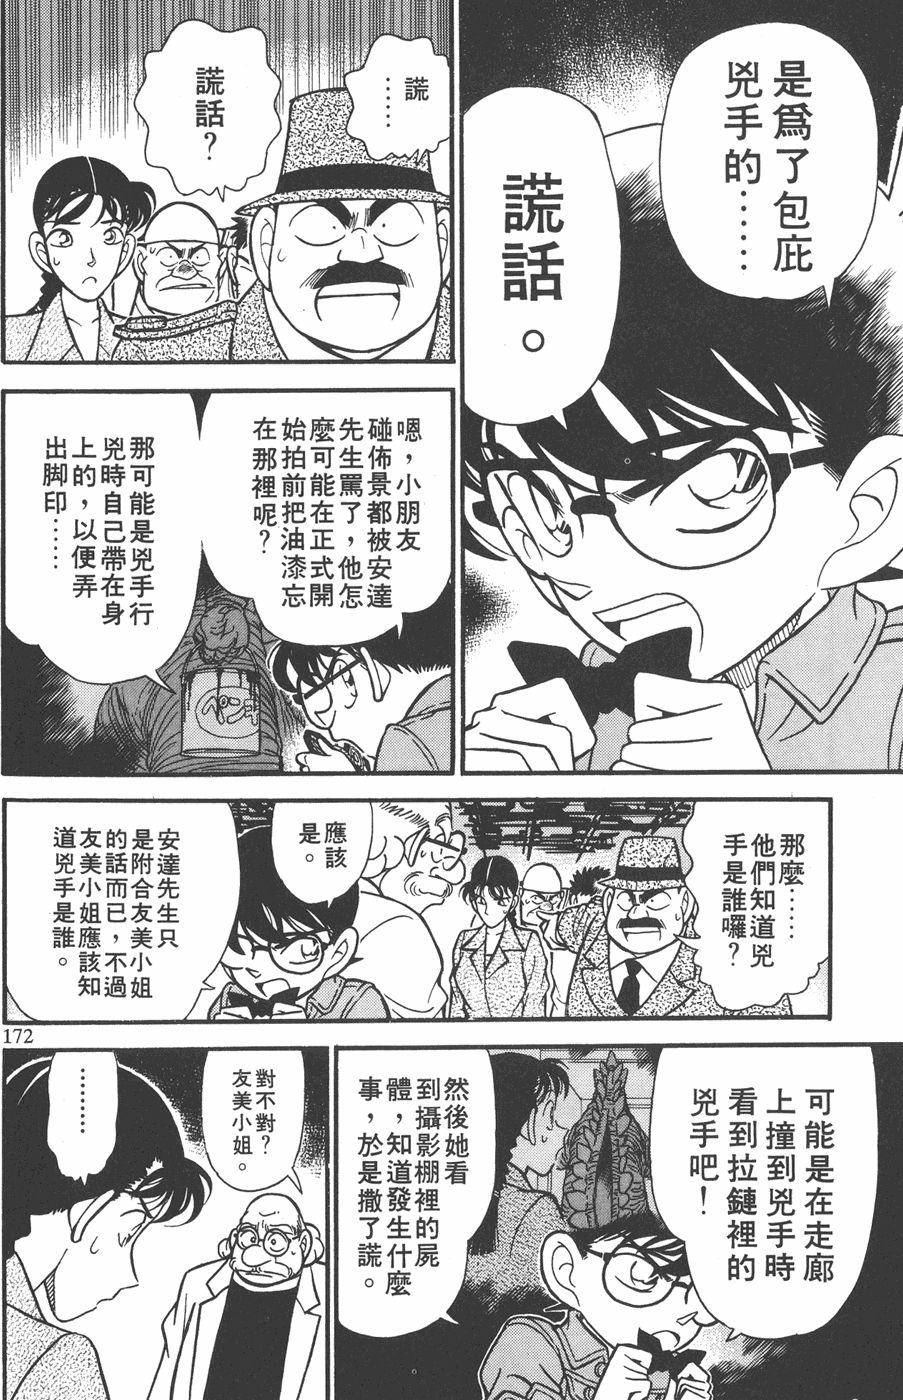 是爲了包庇
兇手的……
謊話。
謊
……
謊話？
嗯，小朋友
碰佈景都被安達
先生罵了，他怎
麼可能在正式開
始拍前把油漆忘
在那裡呢？
那可能是兇手行
兇時自己帶在身
上的，以便弄
出腳印……
ペンキ
那麼……
他們知道兇
手是誰囉？
應該
是。
安達先生只
是附合友美小姐
的話而已，不過
友美小姐應該知
道兇手是誰。
172
可能是在走廊
上撞到兇手時
看到拉鏈裡的
兇手吧！
然後她看
到攝影棚裡的屍
體，知道發生什麼
事，於是撒了謊。
對不對？
友美小姐。
………